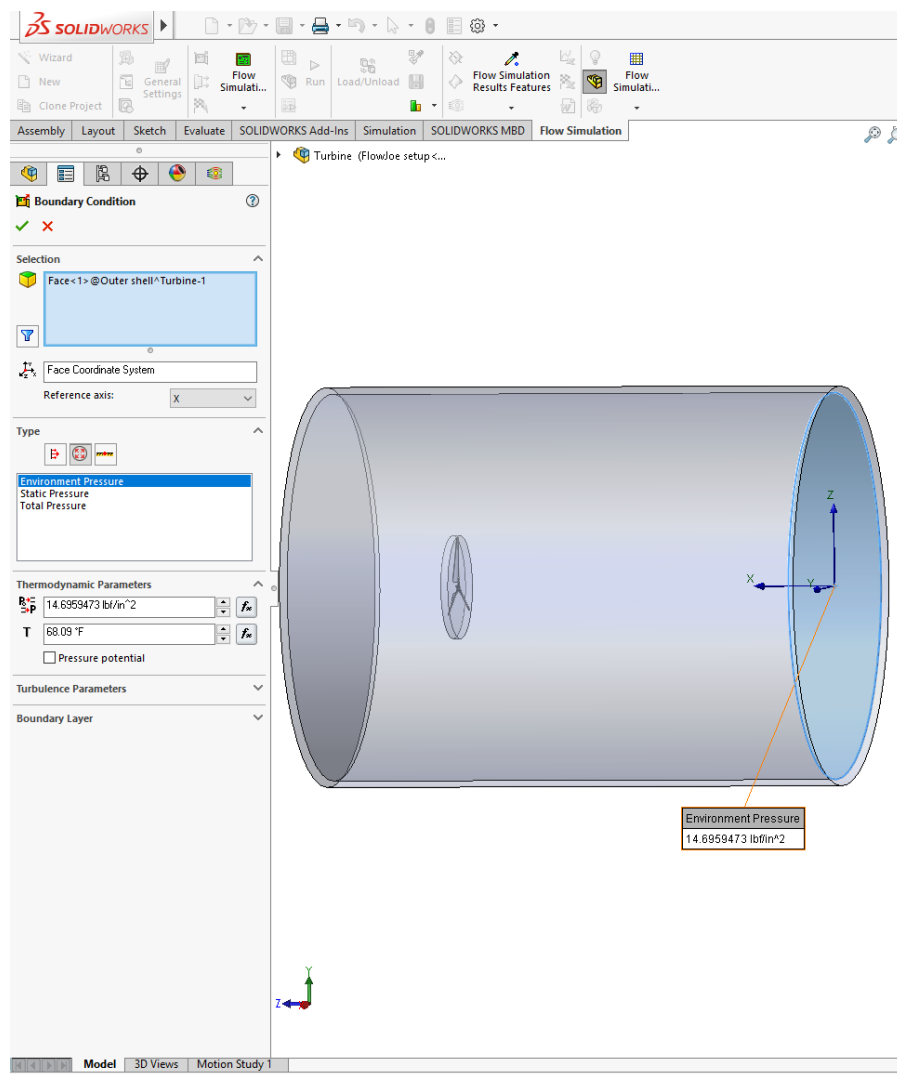 SOLIDWORKS
Wizard
New
Clone Project
General Settings
Flow Simulati...
Run
Load/Unload
Flow Simulation Results Features
Flow Simulati...
Assembly Layout Sketch Evaluate SOLIDWORKS Add-Ins Simulation SOLIDWORKS MBD Flow Simulation
Turbine (FlowJoe setup<...
Boundary Condition
Selection
Face<1>@Outer shell^Turbine-1
Face Coordinate System
Reference axis: X
Type
Environment Pressure
Static Pressure
Total Pressure
Thermodynamic Parameters
14.6959473 lbf/in^2
T 68.09 °F
Pressure potential
Turbulence Parameters
Boundary Layer
Z
X
Y
Environment Pressure
14.6959473 lbf/in^2
Y
Z
Model 3D Views Motion Study 1